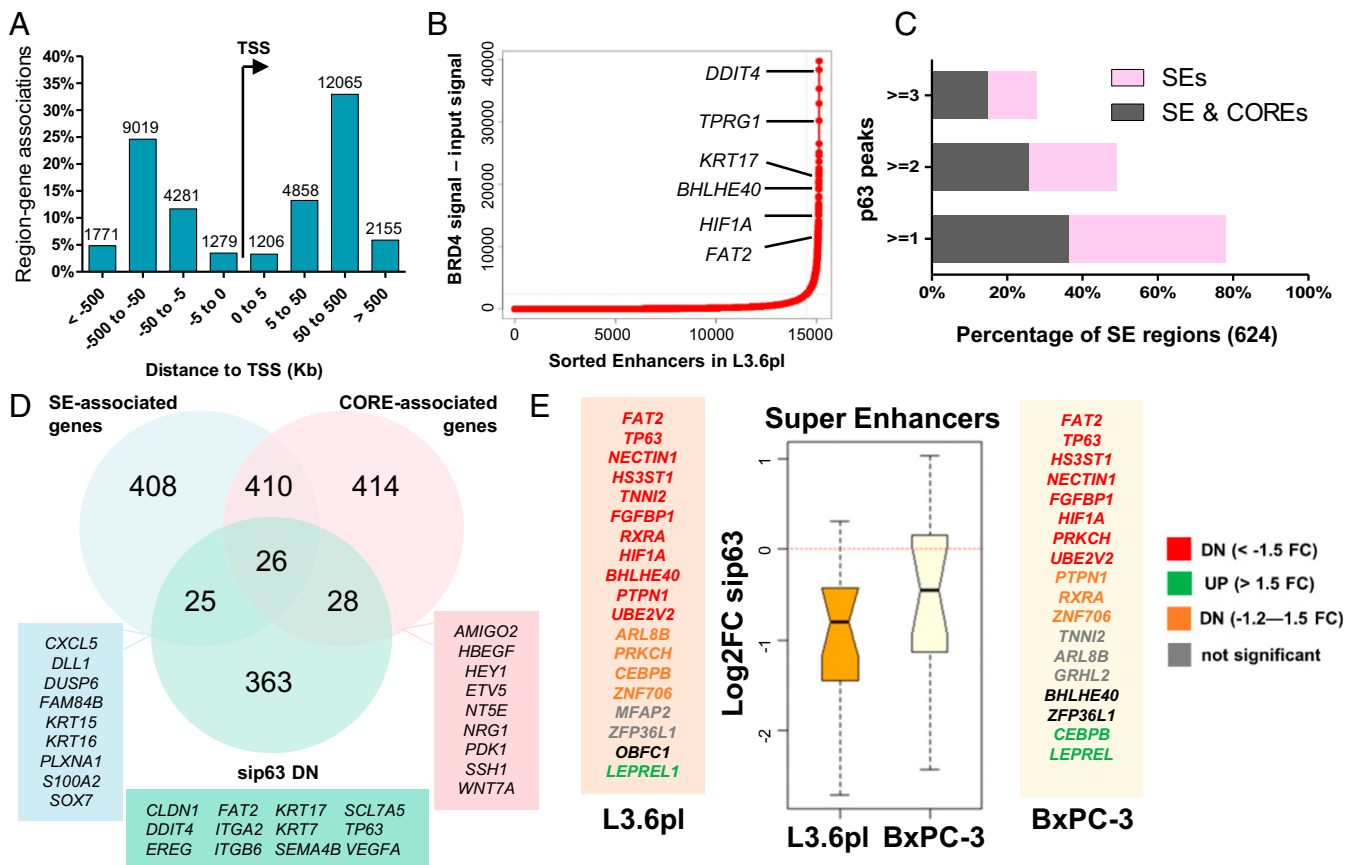 A
Region-gene associations
40%
35%
30%
25%
20%
15%
10%
5%
0%
TSS
1771
9019
4281
1279
1206
4858
12065
2155
< -500
-500 to -50
-50 to -5
-5 to 0
0 to 5
5 to 50
50 to 500
> 500
Distance to TSS (Kb)
B
BRD4 signal – input signal
40000
30000
20000
10000
0
DDIT4
TPRG1
KRT17
BHLHE40
HIF1A
FAT2
0
5000
10000
15000
Sorted Enhancers in L3.6pl
C
p63 peaks
>=3
>=2
>=1
SEs
SE & COREs
0%
20%
40%
60%
80%
100%
Percentage of SE regions (624)
D
SE-associated
genes
CORE-associated
genes
408
410
414
26
25
28
363
sip63 DN
CXCL5
DLL1
DUSP6
FAM84B
KRT15
KRT16
PLXNA1
S100A2
SOX7
AMIGO2
HBEGF
HEY1
ETV5
NT5E
NRG1
PDK1
SSH1
WNT7A
CLDN1 FAT2 KRT17 SCL7A5
DDIT4 ITGA2 KRT7 TP63
EREG ITGB6 SEMA4B VEGFA
E
FAT2
TP63
NECTIN1
HS3ST1
TNNI2
FGFBP1
RXRA
HIF1A
BHLHE40
PTPN1
UBE2V2
ARL8B
PRKCH
CEBPB
ZNF706
MFAP2
ZFP36L1
OBFC1
LEPREL1
L3.6pl
Super Enhancers
Log2FC sip63
1
0
-1
-2
L3.6pl
BxPC-3
FAT2
TP63
HS3ST1
NECTIN1
FGFBP1
HIF1A
PRKCH
UBE2V2
PTPN1
RXRA
ZNF706
TNNI2
ARL8B
GRHL2
BHLHE40
ZFP36L1
CEBPB
LEPREL
BxPC-3
DN (< -1.5 FC)
UP (> 1.5 FC)
DN (-1.2—1.5 FC)
not significant